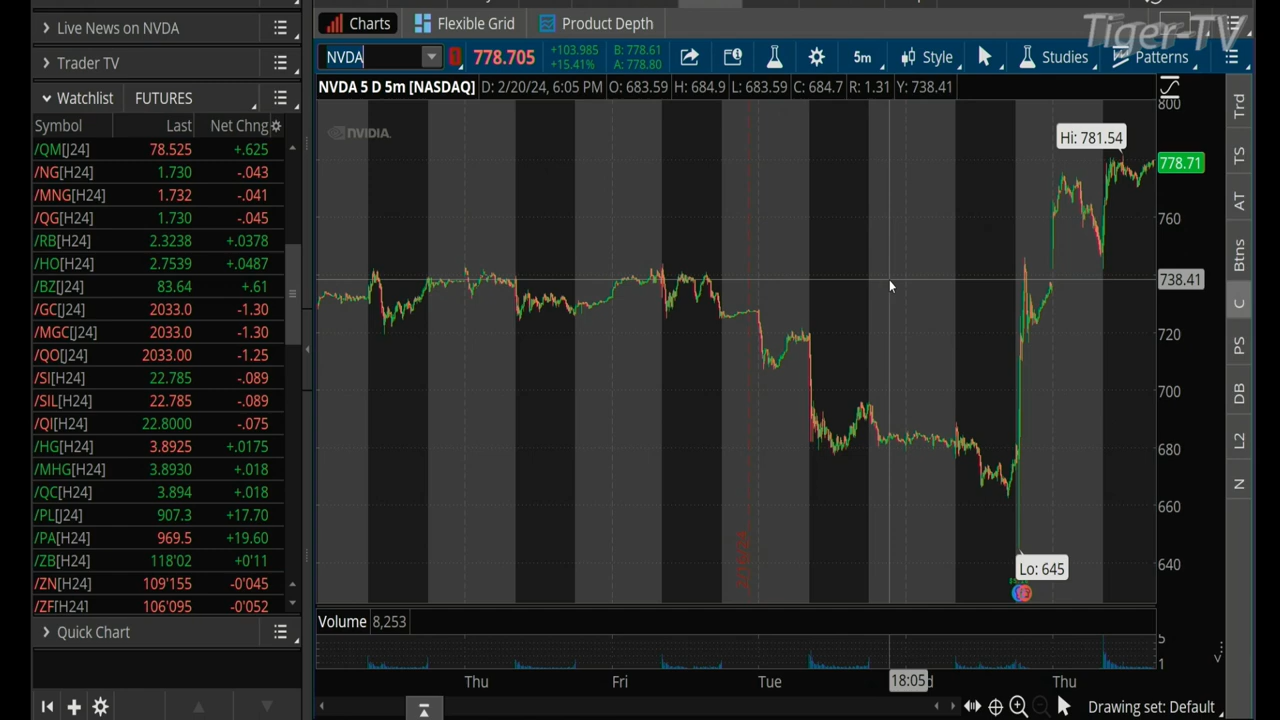 Tiger-TV
Live News on NVDA
Charts
Flexible Grid
Product Depth
Trader TV
NVDA
778.705
+103.985
+15.41%
B: 778.61
A: 778.80
5m
Style
Studies
Patterns
Watchlist
FUTURES
NVDA 5 D 5m [NASDAQ]
D: 2/20/24, 6:05 PM
O: 683.59
H: 684.9
L: 683.59
C: 684.7
R: 1.31
Y: 738.41
Symbol Last Net Chng
/QM[J24] 78.525 +.625
/NG[H24] 1.730 -.043
/MNG[H24] 1.732 -.041
/QG[H24] 1.730 -.045
/RB[H24] 2.3238 +.0378
/HO[H24] 2.7539 +.0487
/BZ[J24] 83.64 +.61
/GC[J24] 2033.0 -1.30
/MGC[J24] 2033.0 -1.30
/QO[J24] 2033.00 -1.25
/SI[H24] 22.785 -.089
/SIL[H24] 22.785 -.089
/QI[H24] 22.8000 -.075
/HG[H24] 3.8925 +.0175
/MHG[H24] 3.8930 +.018
/QC[H24] 3.894 +.018
/PL[J24] 907.3 +17.70
/PA[H24] 969.5 +19.60
/ZB[H24] 118'02 +0'11
/ZN[H24] 109'155 -0'045
/ZF[H24] 106'095 -0'052
Quick Chart
NVIDIA.
Hi: 781.54
Lo: 645
800
778.71
760
738.41
720
700
680
660
640
Trd
TS
AT
Btns
C
PS
DB
L2
N
Volume 8,253
5
1
Thu
Fri
Tue
18:05
Thu
Drawing set: Default